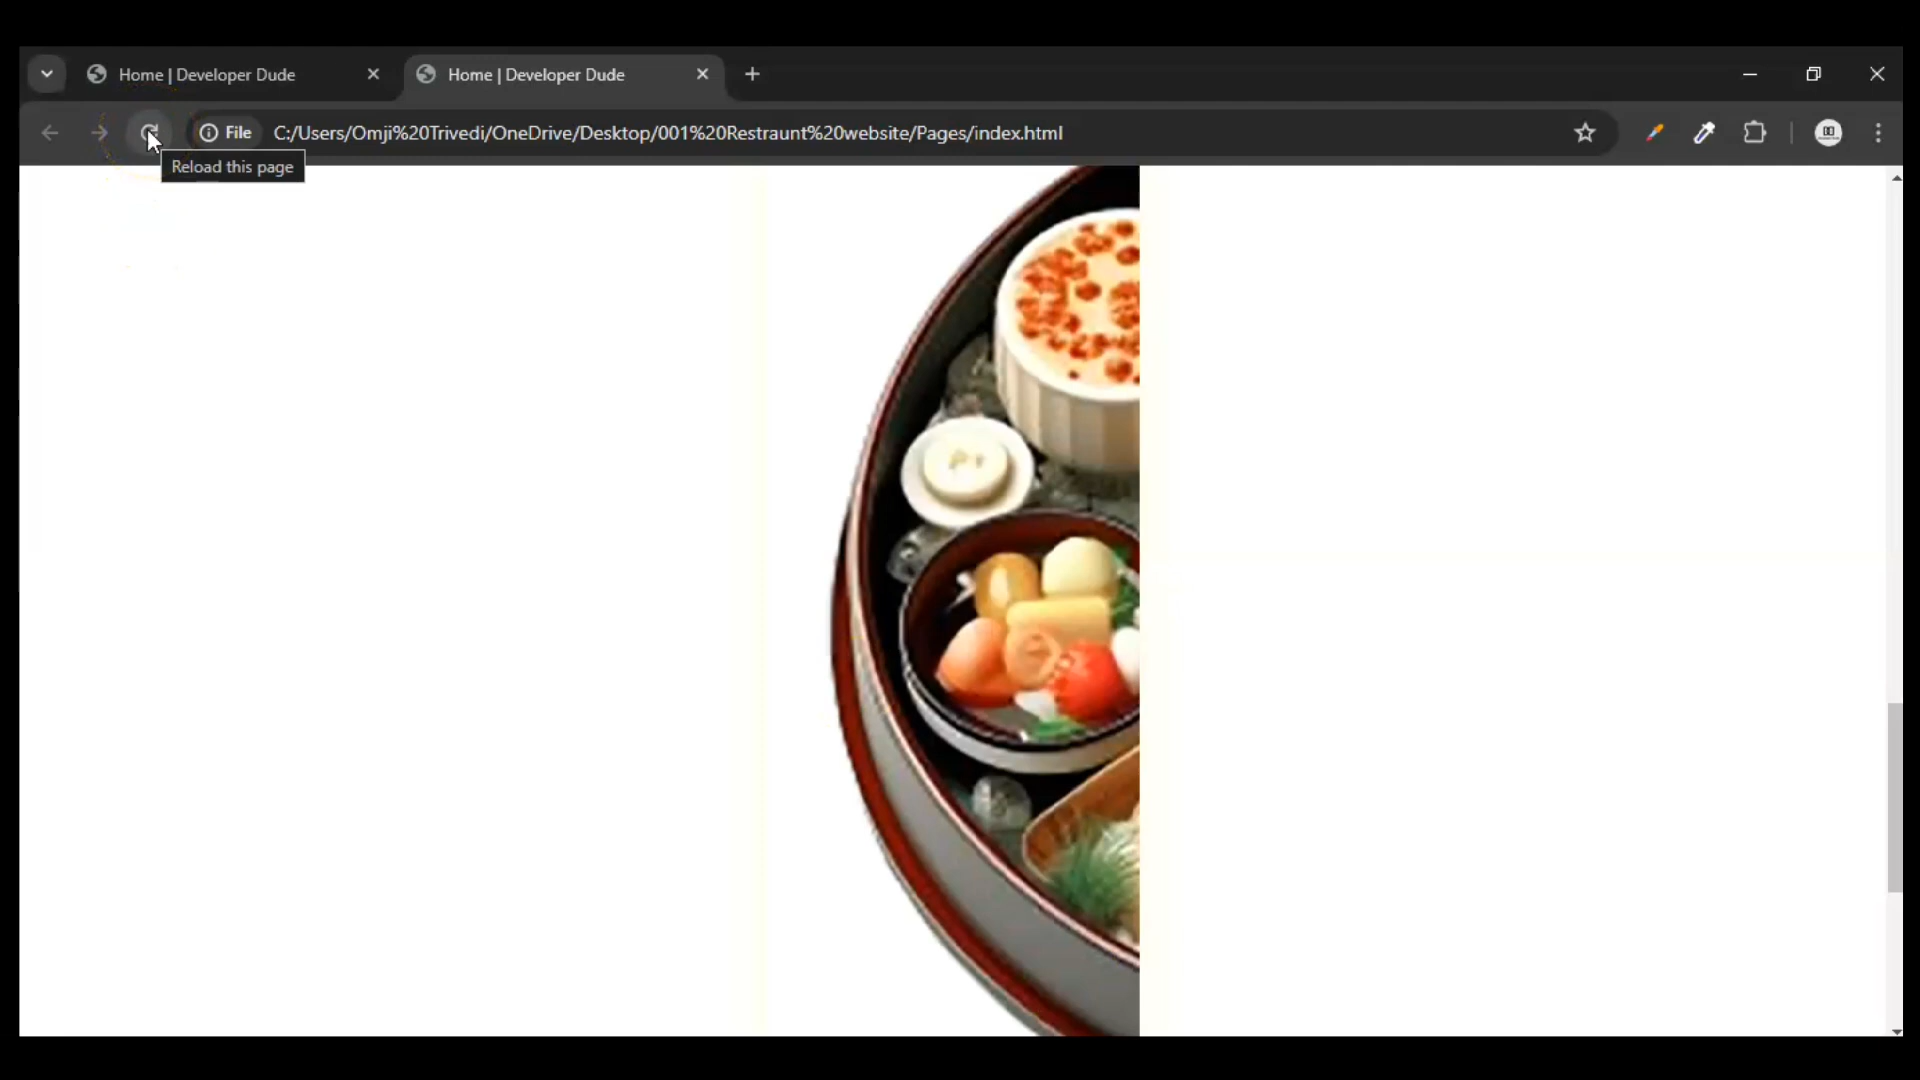 Home | Developer Dude
Home | Developer Dude
File
C:/Users/Omji%20Trivedi/OneDrive/Desktop/001%20Restraunt%20website/Pages/index.html
Reload this page